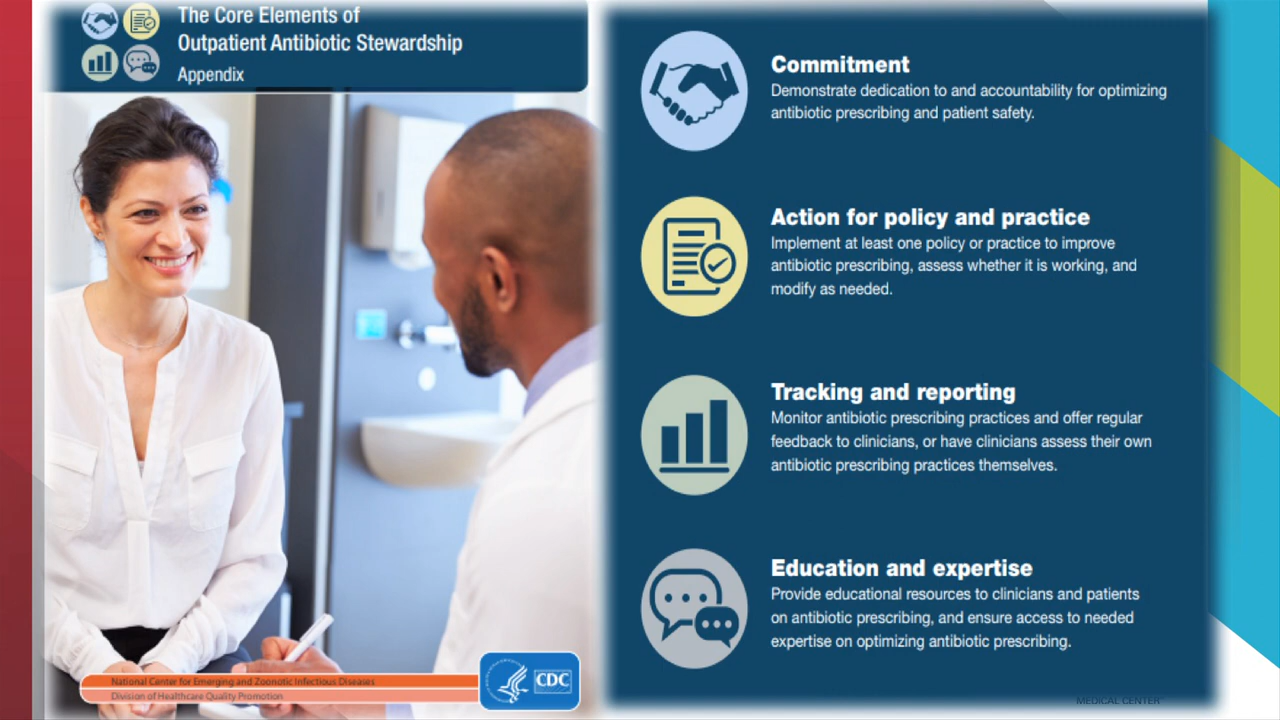 The Core Elements of
Outpatient Antibiotic Stewardship
Appendix
National Center for Emerging and Zoonotic Infectious Diseases
Division of Healthcare Quality Promotion
CDC
Commitment
Demonstrate dedication to and accountability for optimizing
antibiotic prescribing and patient safety.
Action for policy and practice
Implement at least one policy or practice to improve
antibiotic prescribing, assess whether it is working, and
modify as needed.
Tracking and reporting
Monitor antibiotic prescribing practices and offer regular
feedback to clinicians, or have clinicians assess their own
antibiotic prescribing practices themselves.
Education and expertise
Provide educational resources to clinicians and patients
on antibiotic prescribing, and ensure access to needed
expertise on optimizing antibiotic prescribing.
MEDICAL CENTER